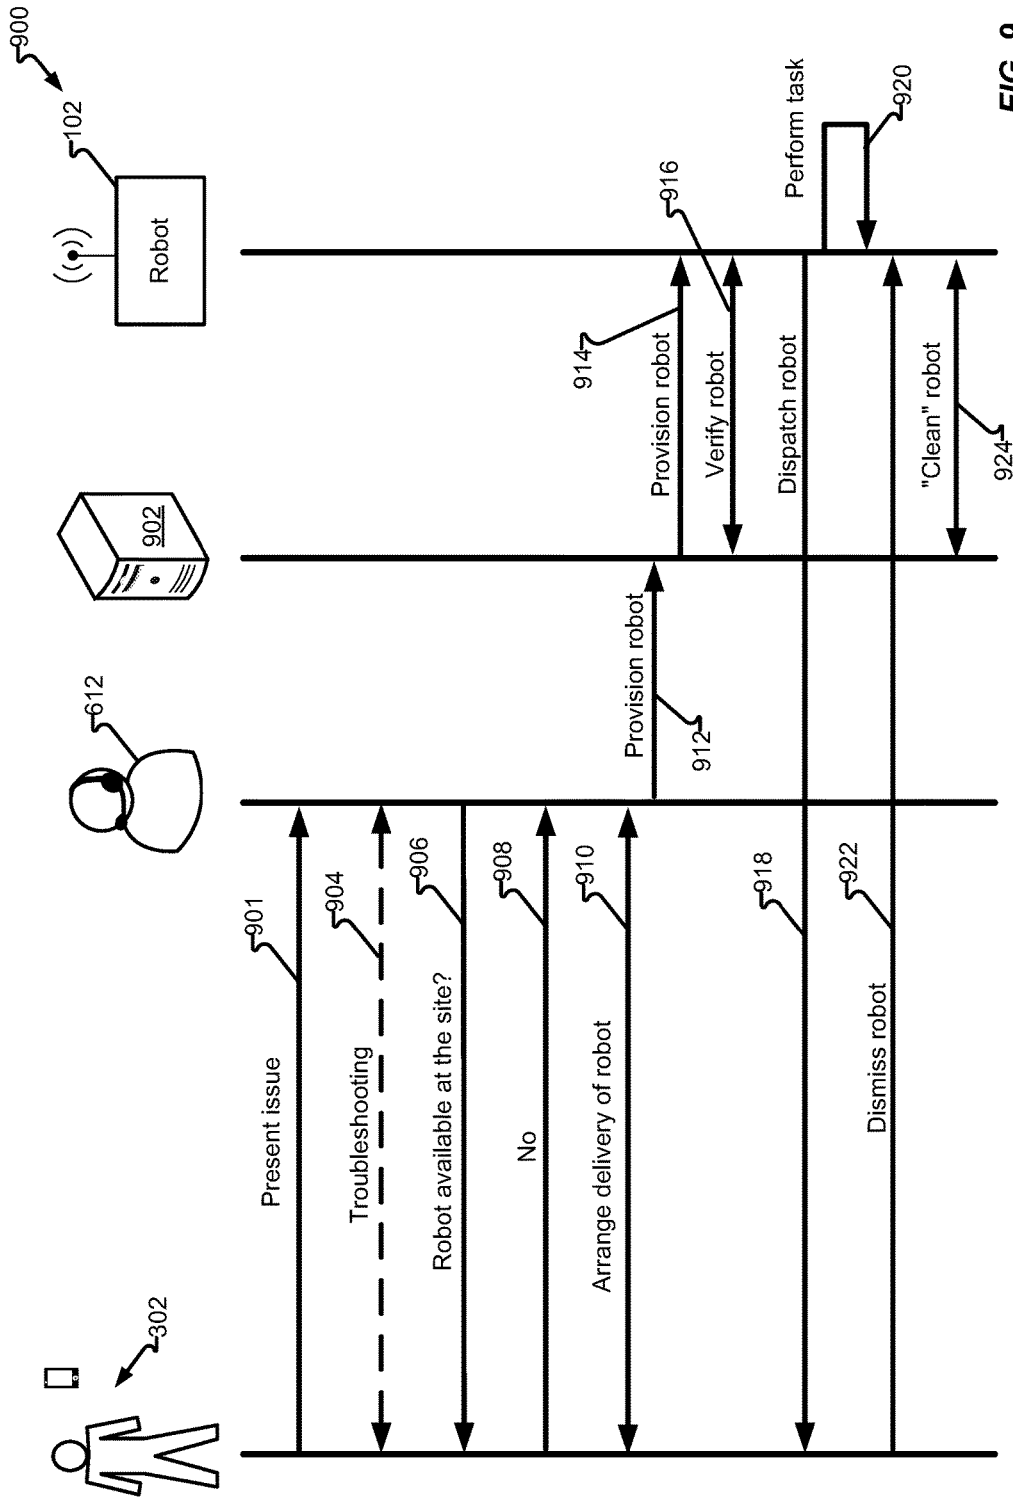 900
302
612
902
102
Robot
Present issue
901
Troubleshooting
904
Robot available at the site?
906
No
908
Arrange delivery of robot
910
Provision robot
912
Provision robot
914
Verify robot
916
Dispatch robot
918
Perform task
920
Dismiss robot
922
"Clean" robot
924
FIG. 9